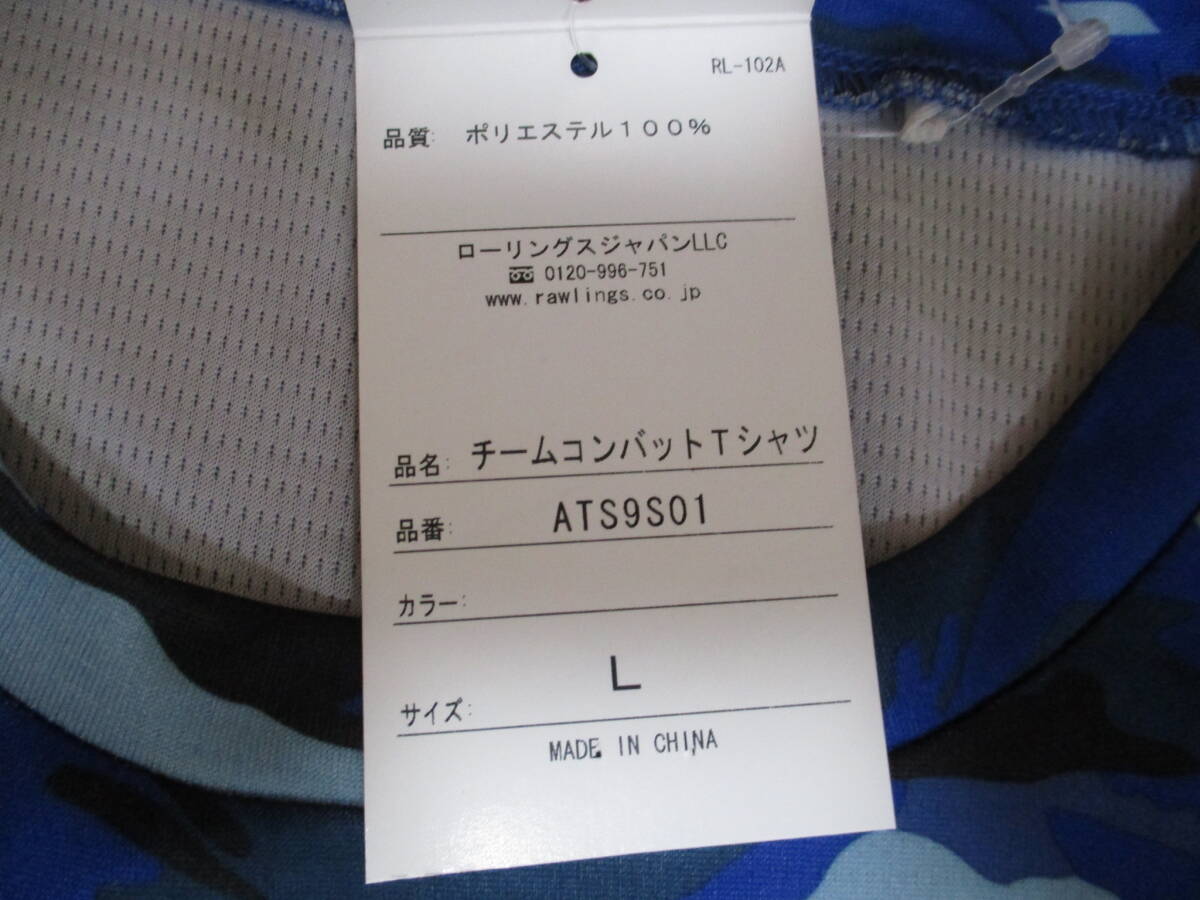 RL-102A
品質: ポリエステル１００％
ローリングスジャパンLLC
0120-996-751
www.rawlings.co.jp
品名: チームコンバットＴシャツ
品番: ATS9S01
カラー:
サイズ: L
MADE IN CHINA